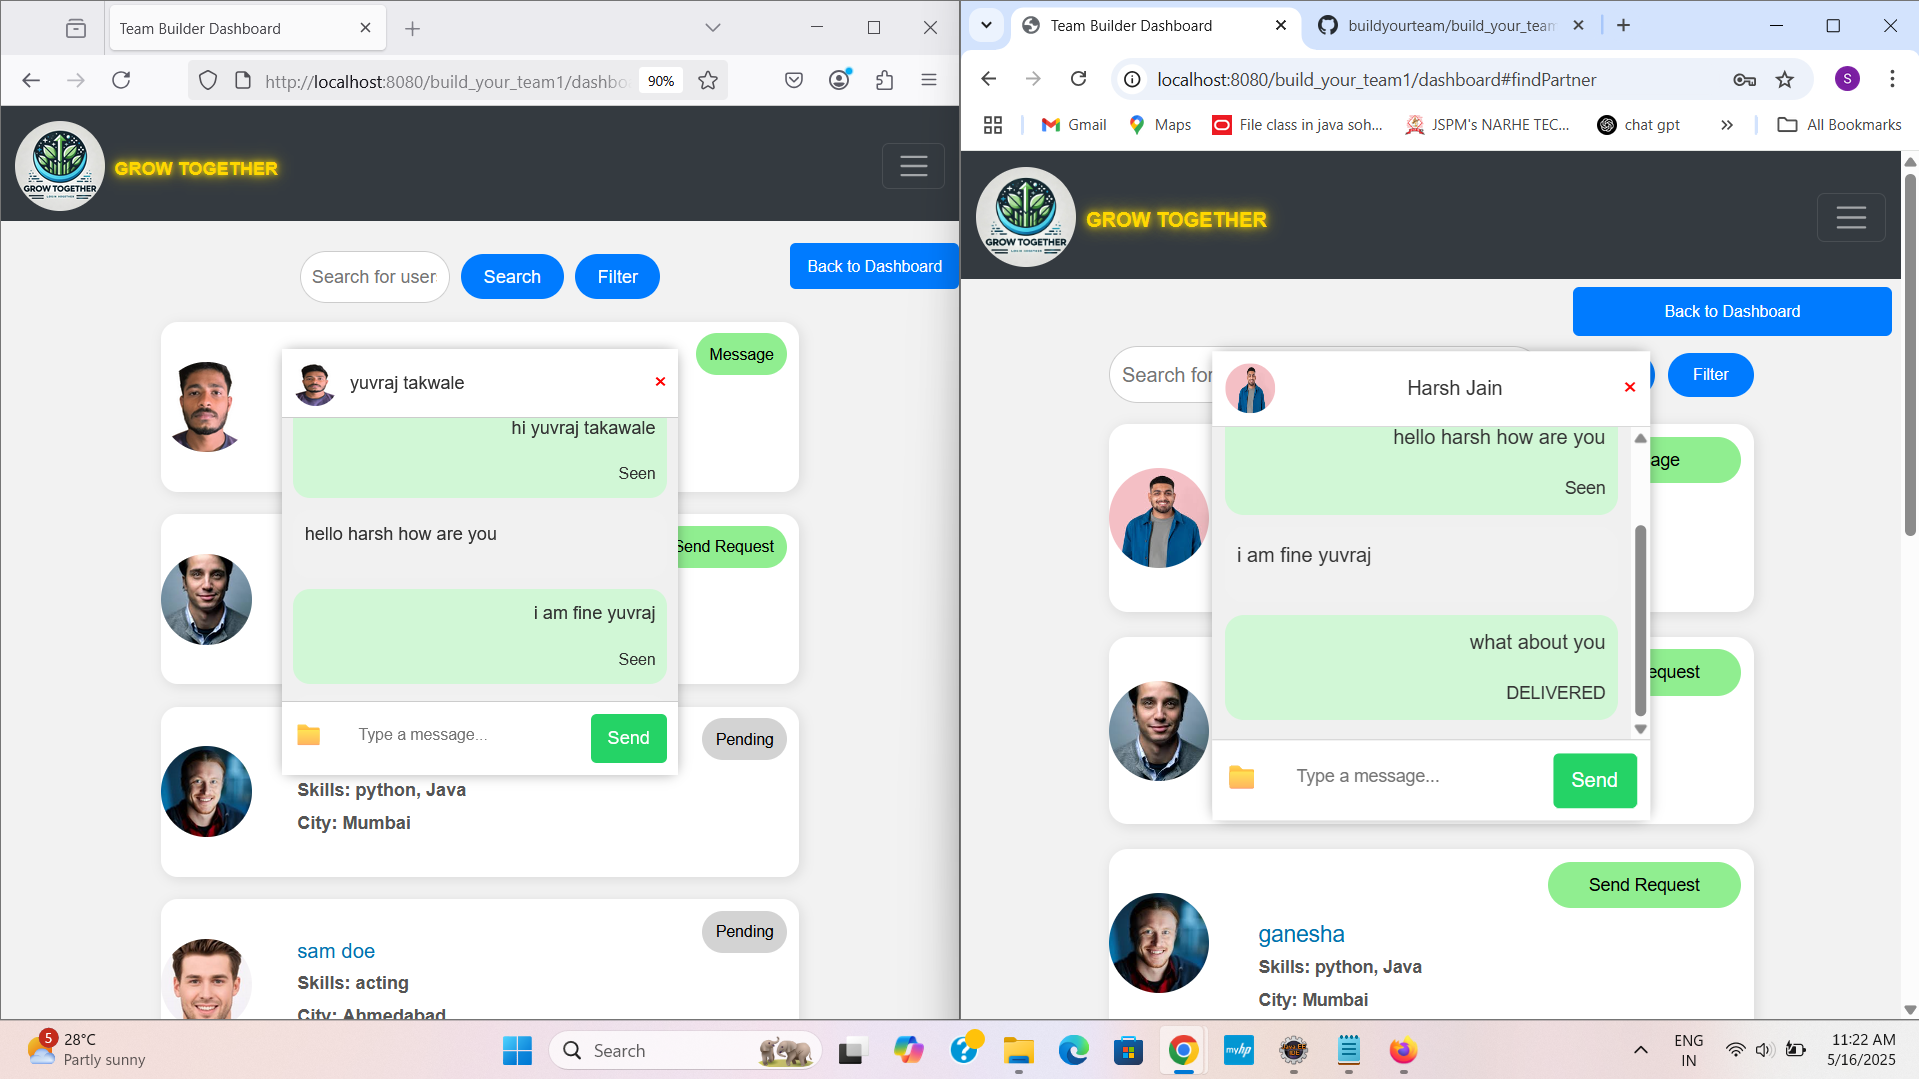 Team Builder Dashboard
http://localhost:8080/build_your_team1/dashbo
90%
GROW TOGETHER
GROW TOGETHER
Search for user
Search
Filter
Back to Dashboard
Message
yuvraj takwale
hi yuvraj takawale
Seen
hello harsh how are you
Send Request
i am fine yuvraj
Seen
Type a message...
Send
Pending
Skills: python, Java
City: Mumbai
Pending
sam doe
Skills: acting
City: Ahmedabad
Team Builder Dashboard
buildyourteam/build_your_team
localhost:8080/build_your_team1/dashboard#findPartner
S
Gmail
Maps
File class in java soh...
JSPM's NARHE TEC...
chat gpt
All Bookmarks
GROW TOGETHER
GROW TOGETHER
Back to Dashboard
Search for
Filter
Harsh Jain
hello harsh how are you
age
Seen
i am fine yuvraj
what about you
equest
DELIVERED
Type a message...
Send
Send Request
ganesha
Skills: python, Java
City: Mumbai
5
28°C
Partly sunny
Search
myhp
ENG
IN
11:22 AM
5/16/2025